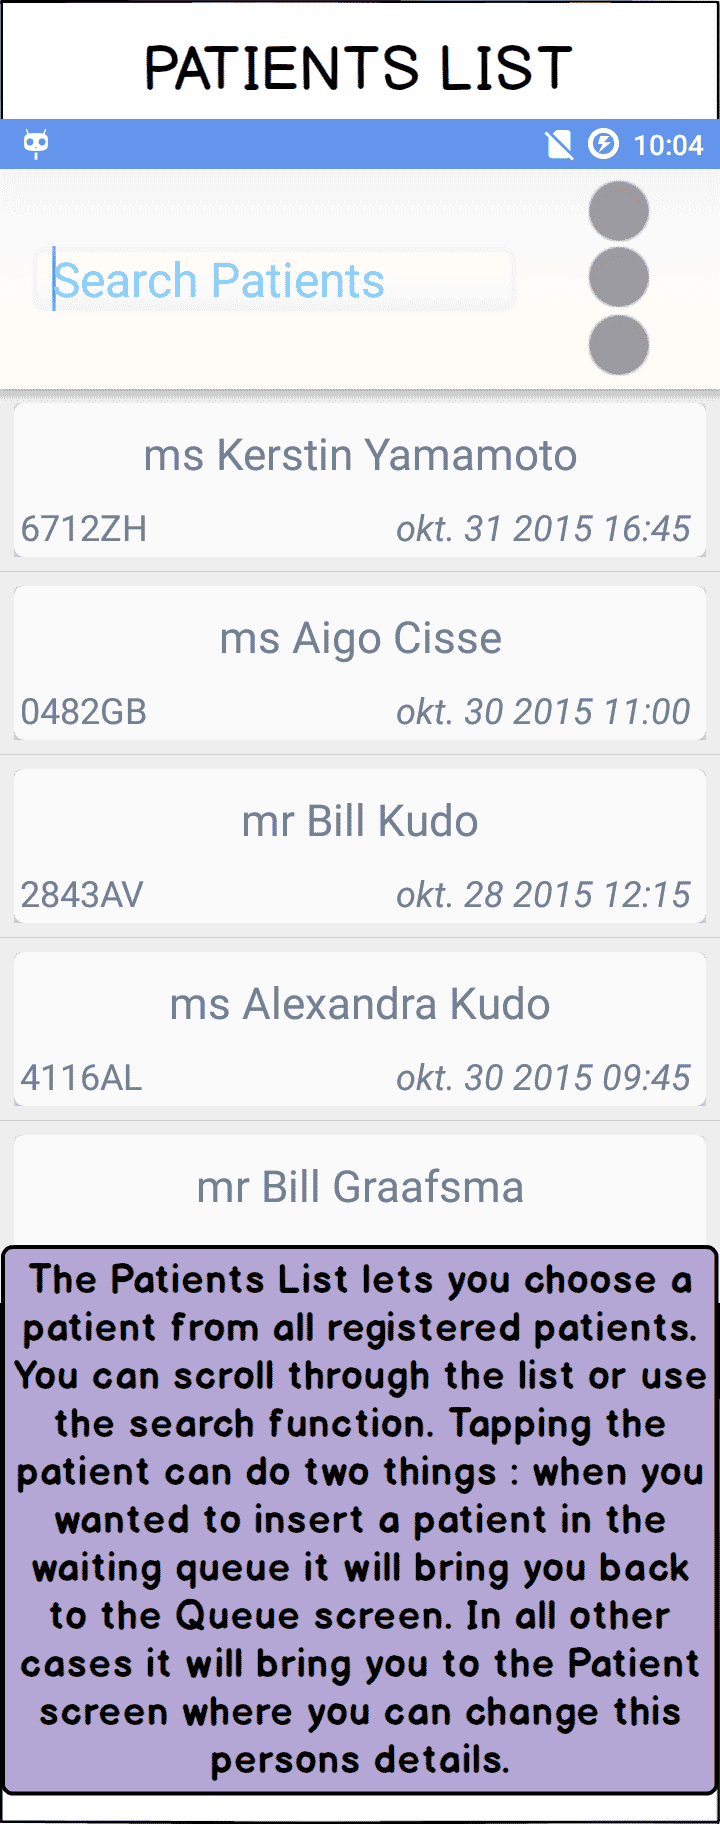 PATIENTS LIST
10:04
Search Patients
ms Kerstin Yamamoto
6712ZH okt. 31 2015 16:45
ms Aigo Cisse
0482GB okt. 30 2015 11:00
mr Bill Kudo
2843AV okt. 28 2015 12:15
ms Alexandra Kudo
4116AL okt. 30 2015 09:45
mr Bill Graafsma
The Patients List lets you choose a
patient from all registered patients.
You can scroll through the list or use
the search function. Tapping the
patient can do two things : when you
wanted to insert a patient in the
waiting queue it will bring you back
to the Queue screen. In all other
cases it will bring you to the Patient
screen where you can change this
persons details.